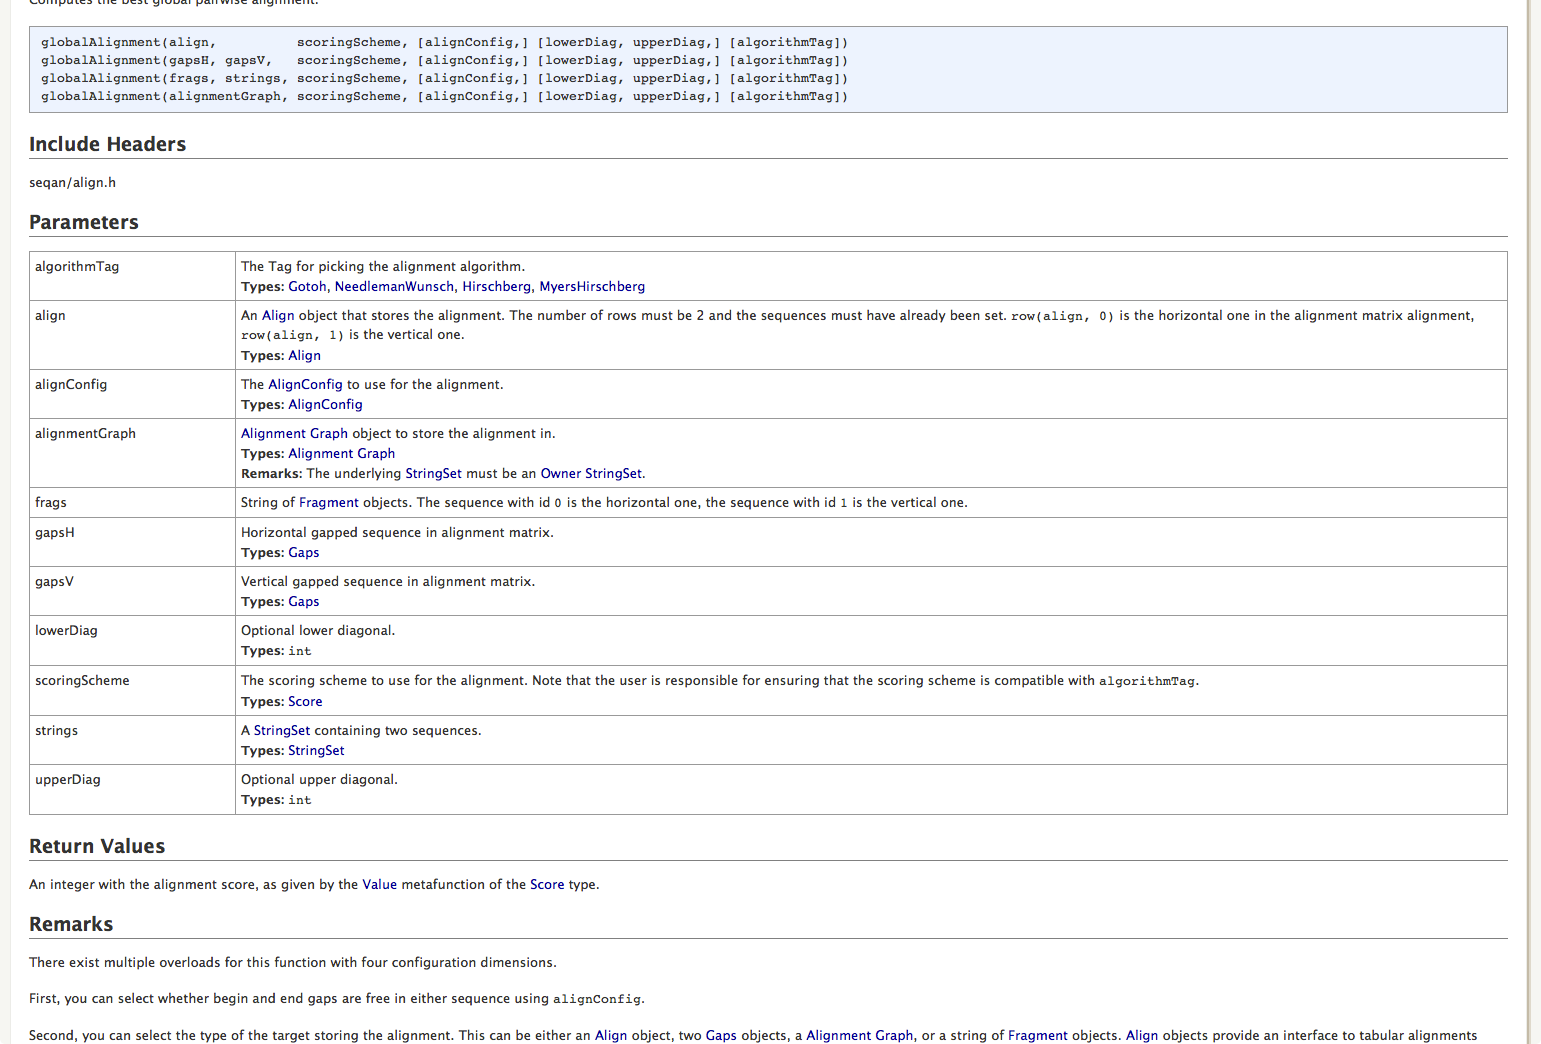 Computes the best global pairwise alignment.
globalAlignment(align,          scoringScheme, [alignConfig,] [lowerDiag, upperDiag,] [algorithmTag])
globalAlignment(gapsH, gapsV,   scoringScheme, [alignConfig,] [lowerDiag, upperDiag,] [algorithmTag])
globalAlignment(frags, strings, scoringScheme, [alignConfig,] [lowerDiag, upperDiag,] [algorithmTag])
globalAlignment(alignmentGraph, scoringScheme, [alignConfig,] [lowerDiag, upperDiag,] [algorithmTag])
Include Headers
seqan/align.h
Parameters
algorithmTag
The Tag for picking the alignment algorithm.
Types: Gotoh, NeedlemanWunsch, Hirschberg, MyersHirschberg
align
An Align object that stores the alignment. The number of rows must be 2 and the sequences must have already been set. row(align, 0) is the horizontal one in the alignment matrix alignment,
row(align, 1) is the vertical one.
Types: Align
alignConfig
The AlignConfig to use for the alignment.
Types: AlignConfig
alignmentGraph
Alignment Graph object to store the alignment in.
Types: Alignment Graph
Remarks: The underlying StringSet must be an Owner StringSet.
frags
String of Fragment objects. The sequence with id 0 is the horizontal one, the sequence with id 1 is the vertical one.
gapsH
Horizontal gapped sequence in alignment matrix.
Types: Gaps
gapsV
Vertical gapped sequence in alignment matrix.
Types: Gaps
lowerDiag
Optional lower diagonal.
Types: int
scoringScheme
The scoring scheme to use for the alignment. Note that the user is responsible for ensuring that the scoring scheme is compatible with algorithmTag.
Types: Score
strings
A StringSet containing two sequences.
Types: StringSet
upperDiag
Optional upper diagonal.
Types: int
Return Values
An integer with the alignment score, as given by the Value metafunction of the Score type.
Remarks
There exist multiple overloads for this function with four configuration dimensions.
First, you can select whether begin and end gaps are free in either sequence using alignConfig.
Second, you can select the type of the target storing the alignment. This can be either an Align object, two Gaps objects, a Alignment Graph, or a string of Fragment objects. Align objects provide an interface to tabular alignments